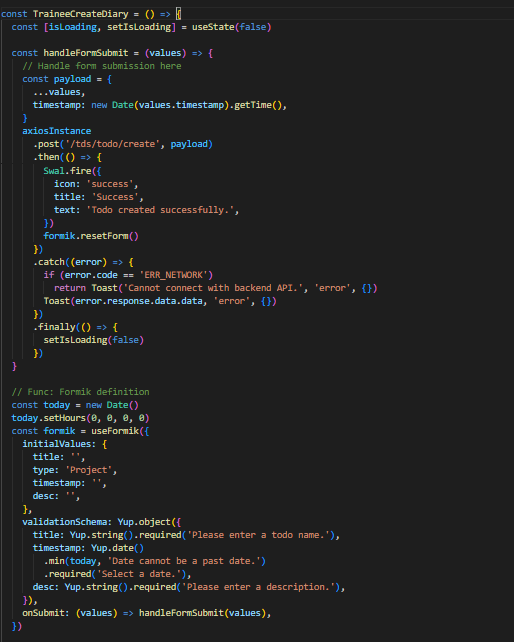 const TraineeCreateDiary = () => {
  const [isLoading, setIsLoading] = useState(false)

  const handleFormSubmit = (values) => {
    // Handle form submission here
    const payload = {
      ...values,
      timestamp: new Date(values.timestamp).getTime(),
    }
    axiosInstance
      .post('/tds/todo/create', payload)
      .then(() => {
        Swal.fire({
          icon: 'success',
          title: 'Success',
          text: 'Todo created successfully.',
        })
        formik.resetForm()
      })
      .catch((error) => {
        if (error.code == 'ERR_NETWORK')
          return Toast('Cannot connect with backend API.', 'error', {})
        Toast(error.response.data.data, 'error', {})
      })
      .finally(() => {
        setIsLoading(false)
      })
  }

  // Func: Formik definition
  const today = new Date()
  today.setHours(0, 0, 0, 0)
  const formik = useFormik({
    initialValues: {
      title: '',
      type: 'Project',
      timestamp: '',
      desc: '',
    },
    validationSchema: Yup.object({
      title: Yup.string().required('Please enter a todo name.'),
      timestamp: Yup.date()
        .min(today, 'Date cannot be a past date.')
        .required('Select a date.'),
      desc: Yup.string().required('Please enter a description.'),
    }),
    onSubmit: (values) => handleFormSubmit(values),
  })